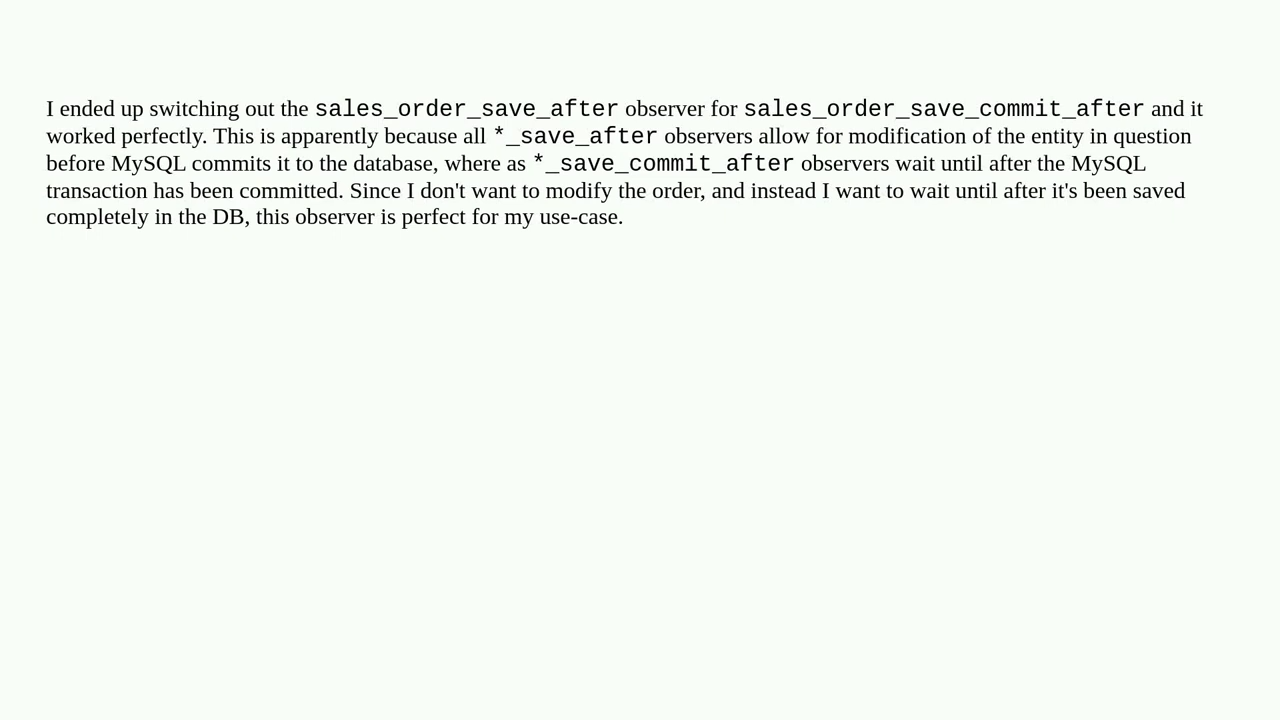 I ended up switching out the sales_order_save_after observer for sales_order_save_commit_after and it
worked perfectly. This is apparently because all *_save_after observers allow for modification of the entity in question
before MySQL commits it to the database, where as *_save_commit_after observers wait until after the MySQL
transaction has been committed. Since I don't want to modify the order, and instead I want to wait until after it's been saved
completely in the DB, this observer is perfect for my use-case.